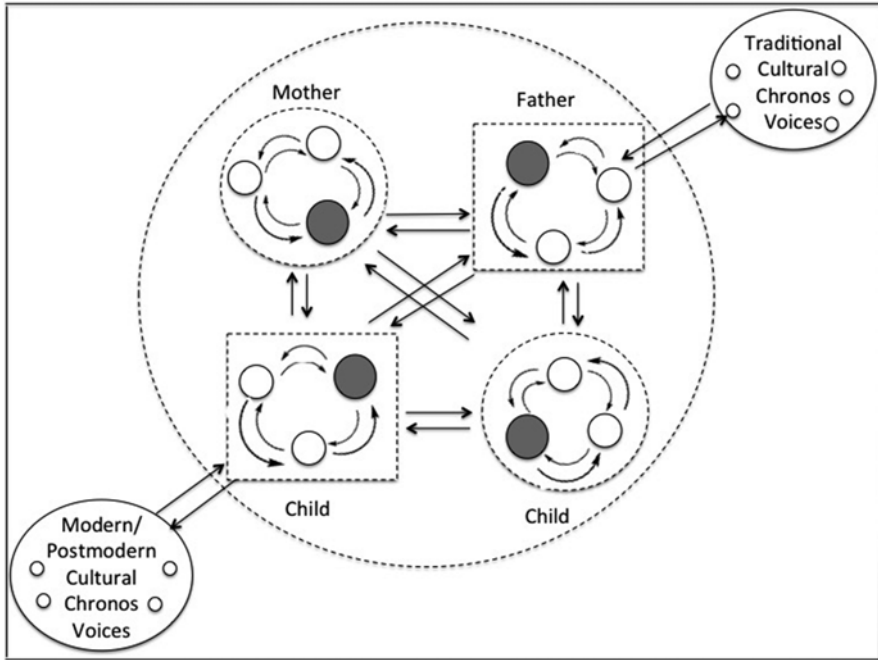 Traditional
Cultural
Chronos
Voices
Mother
Father
Child
Child
Modern/
Postmodern
Cultural
Chronos
Voices